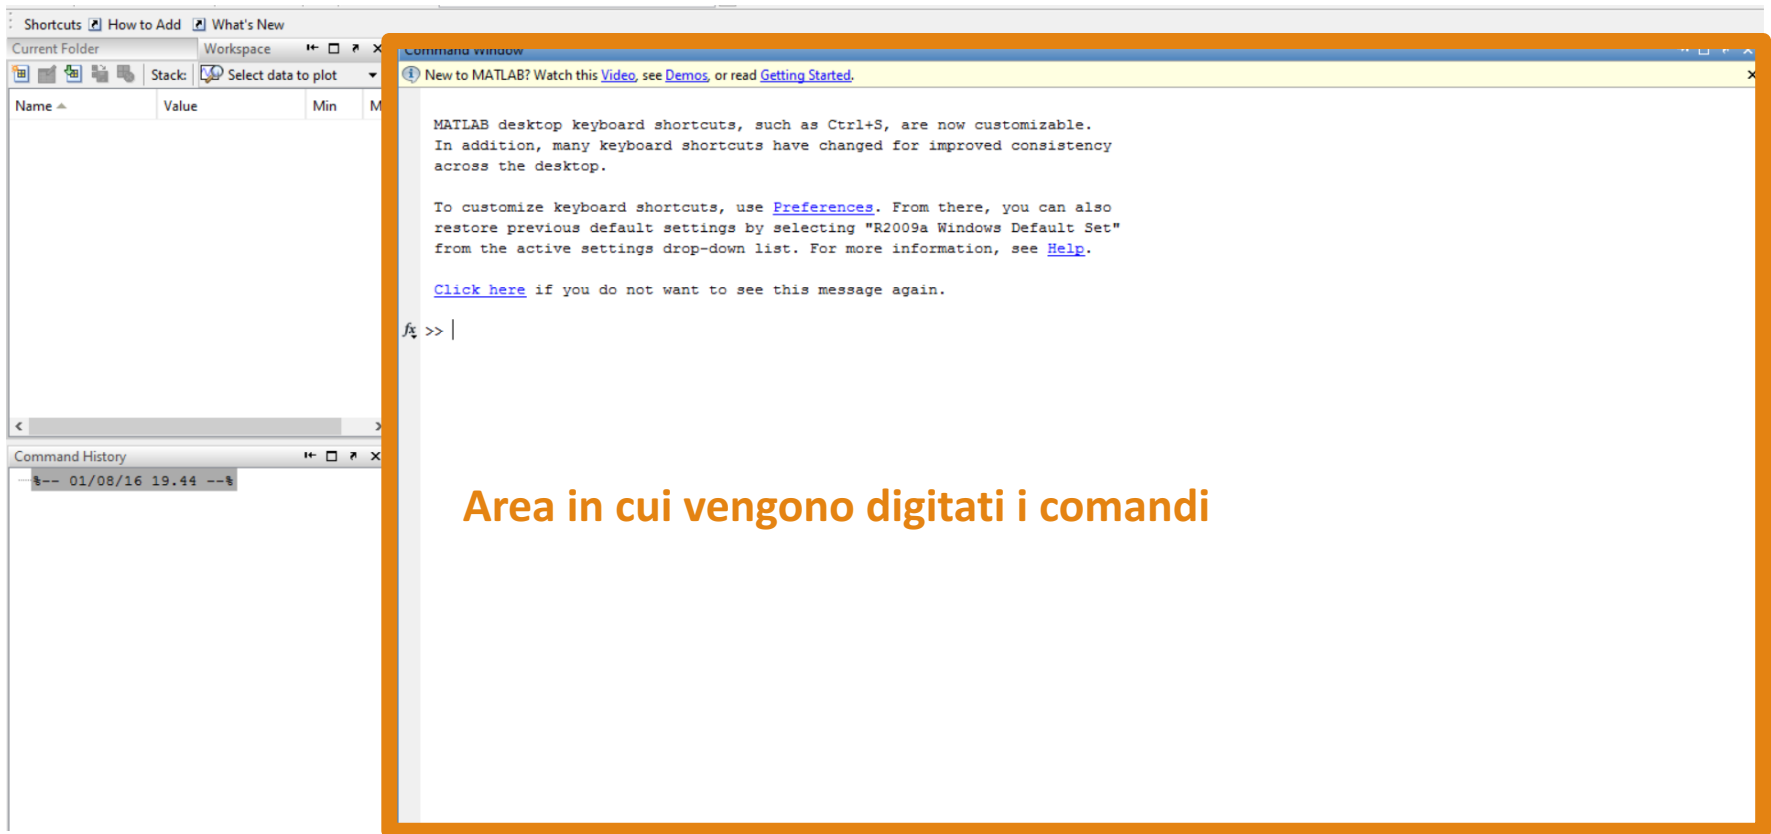 Shortcuts How to Add What's New
Current Folder Workspace
Stack: Select data to plot
Name Value Min M
Command History
%-- 01/08/16 19.44 --%
Command Window
New to MATLAB? Watch this Video, see Demos, or read Getting Started.
MATLAB desktop keyboard shortcuts, such as Ctrl+S, are now customizable.
In addition, many keyboard shortcuts have changed for improved consistency
across the desktop.
To customize keyboard shortcuts, use Preferences. From there, you can also
restore previous default settings by selecting "R2009a Windows Default Set"
from the active settings drop-down list. For more information, see Help.
Click here if you do not want to see this message again.
fx >>
Area in cui vengono digitati i comandi